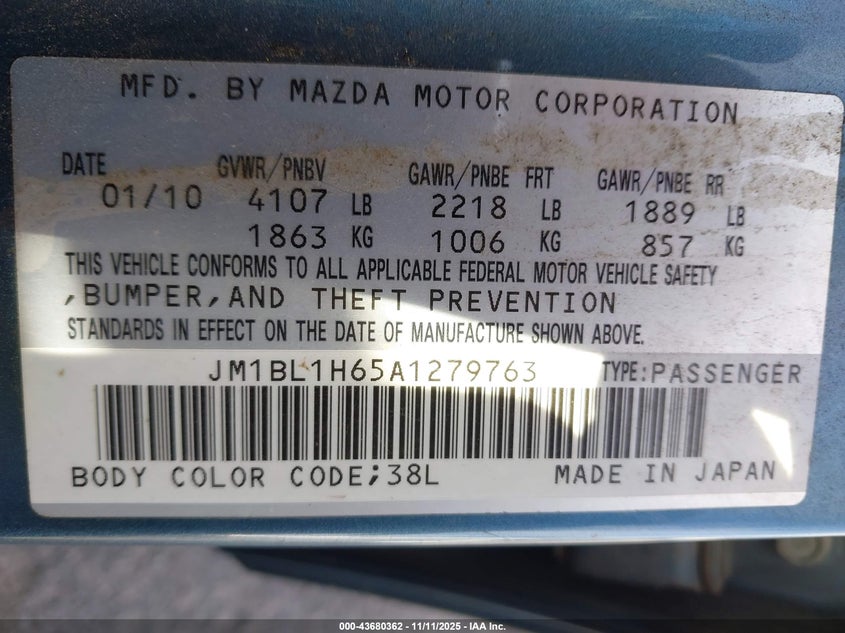 MFD. BY MAZDA MOTOR CORPORATION
DATE GVWR/PNBV GAWR/PNBE FRT GAWR/PNBE RR
01/10 4107 LB 2218 LB 1889 LB
1863 KG 1006 KG 857 KG
THIS VEHICLE CONFORMS TO ALL APPLICABLE FEDERAL MOTOR VEHICLE SAFETY
,BUMPER,AND THEFT PREVENTION
STANDARDS IN EFFECT ON THE DATE OF MANUFACTURE SHOWN ABOVE.
JM1BL1H65A1279763 TYPE:PASSENGER
BODY COLOR CODE;38L MADE IN JAPAN
000-43680362 - 11/11/2025 - IAA Inc.